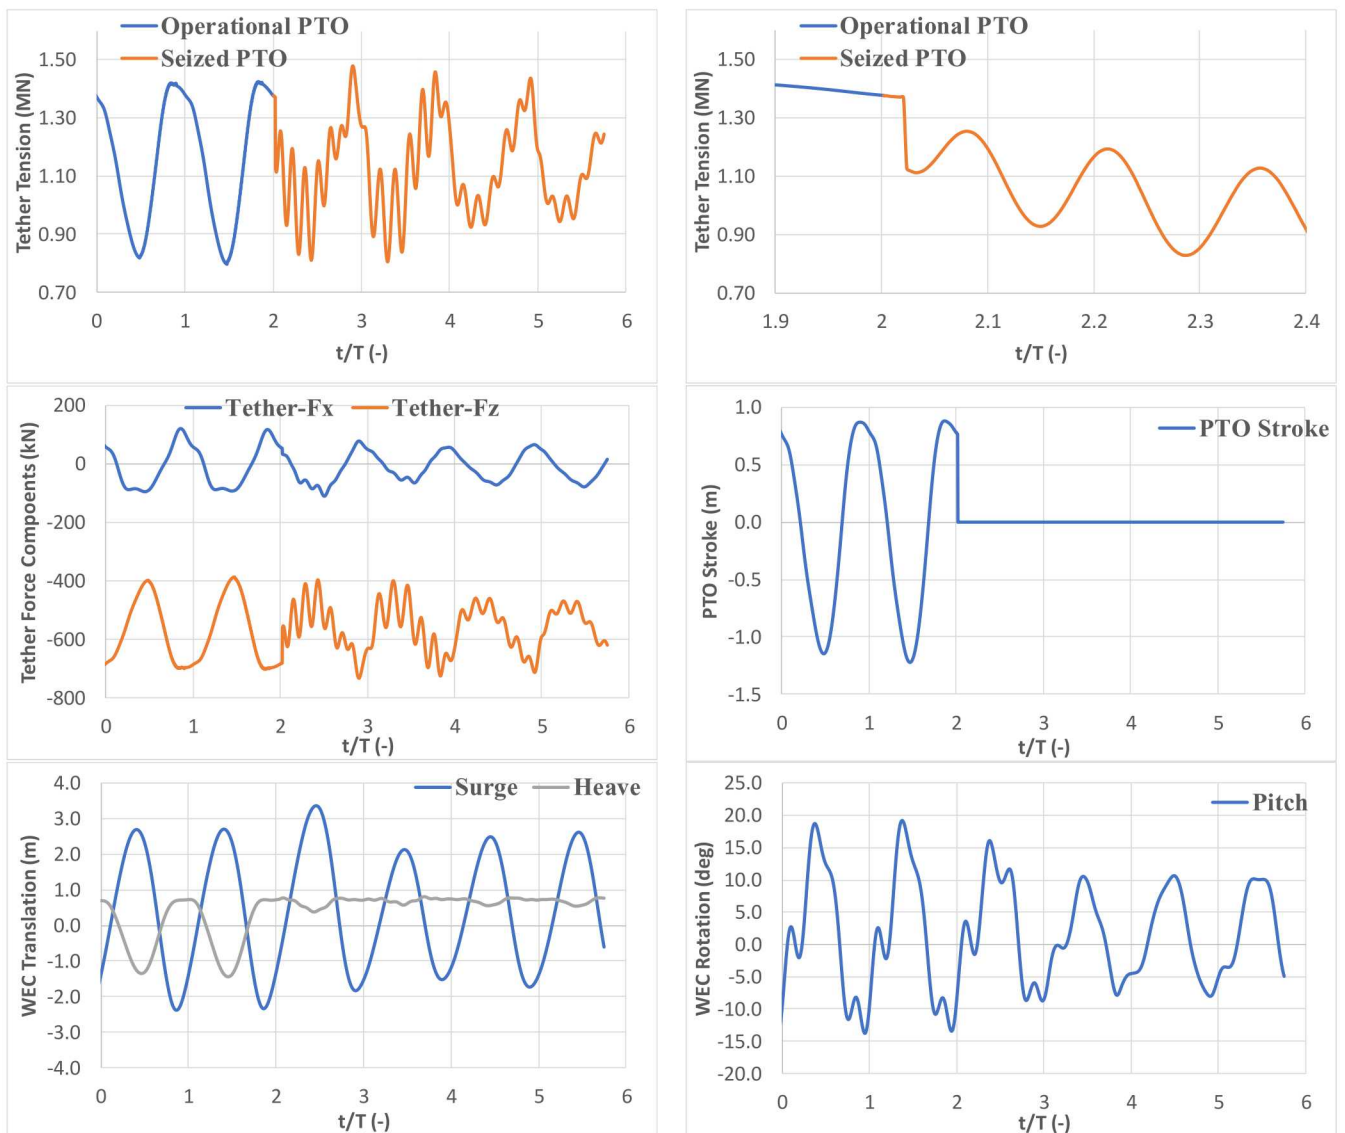 Operational PTO
Seized PTO
Tether Tension (MN)
1.50
1.30
1.10
0.90
0.70
0 1 2 3 4 5 6
t/T (-)
Operational PTO
Seized PTO
Tether Tension (MN)
1.50
1.30
1.10
0.90
0.70
1.9 2 2.1 2.2 2.3 2.4
t/T (-)
Tether-Fx Tether-Fz
Tether Force Compoents (kN)
200
0
-200
-400
-600
-800
0 1 2 3 4 5 6
t/T (-)
PTO Stroke
PTO Stroke (m)
1.0
0.5
0.0
-0.5
-1.0
-1.5
0 1 2 3 4 5 6
t/T (-)
Surge Heave
WEC Translation (m)
4.0
3.0
2.0
1.0
0.0
-1.0
-2.0
-3.0
-4.0
0 1 2 3 4 5 6
t/T (-)
Pitch
WEC Rotation (deg)
25.0
20.0
15.0
10.0
5.0
0.0
-5.0
-10.0
-15.0
-20.0
0 1 2 3 4 5 6
t/T (-)